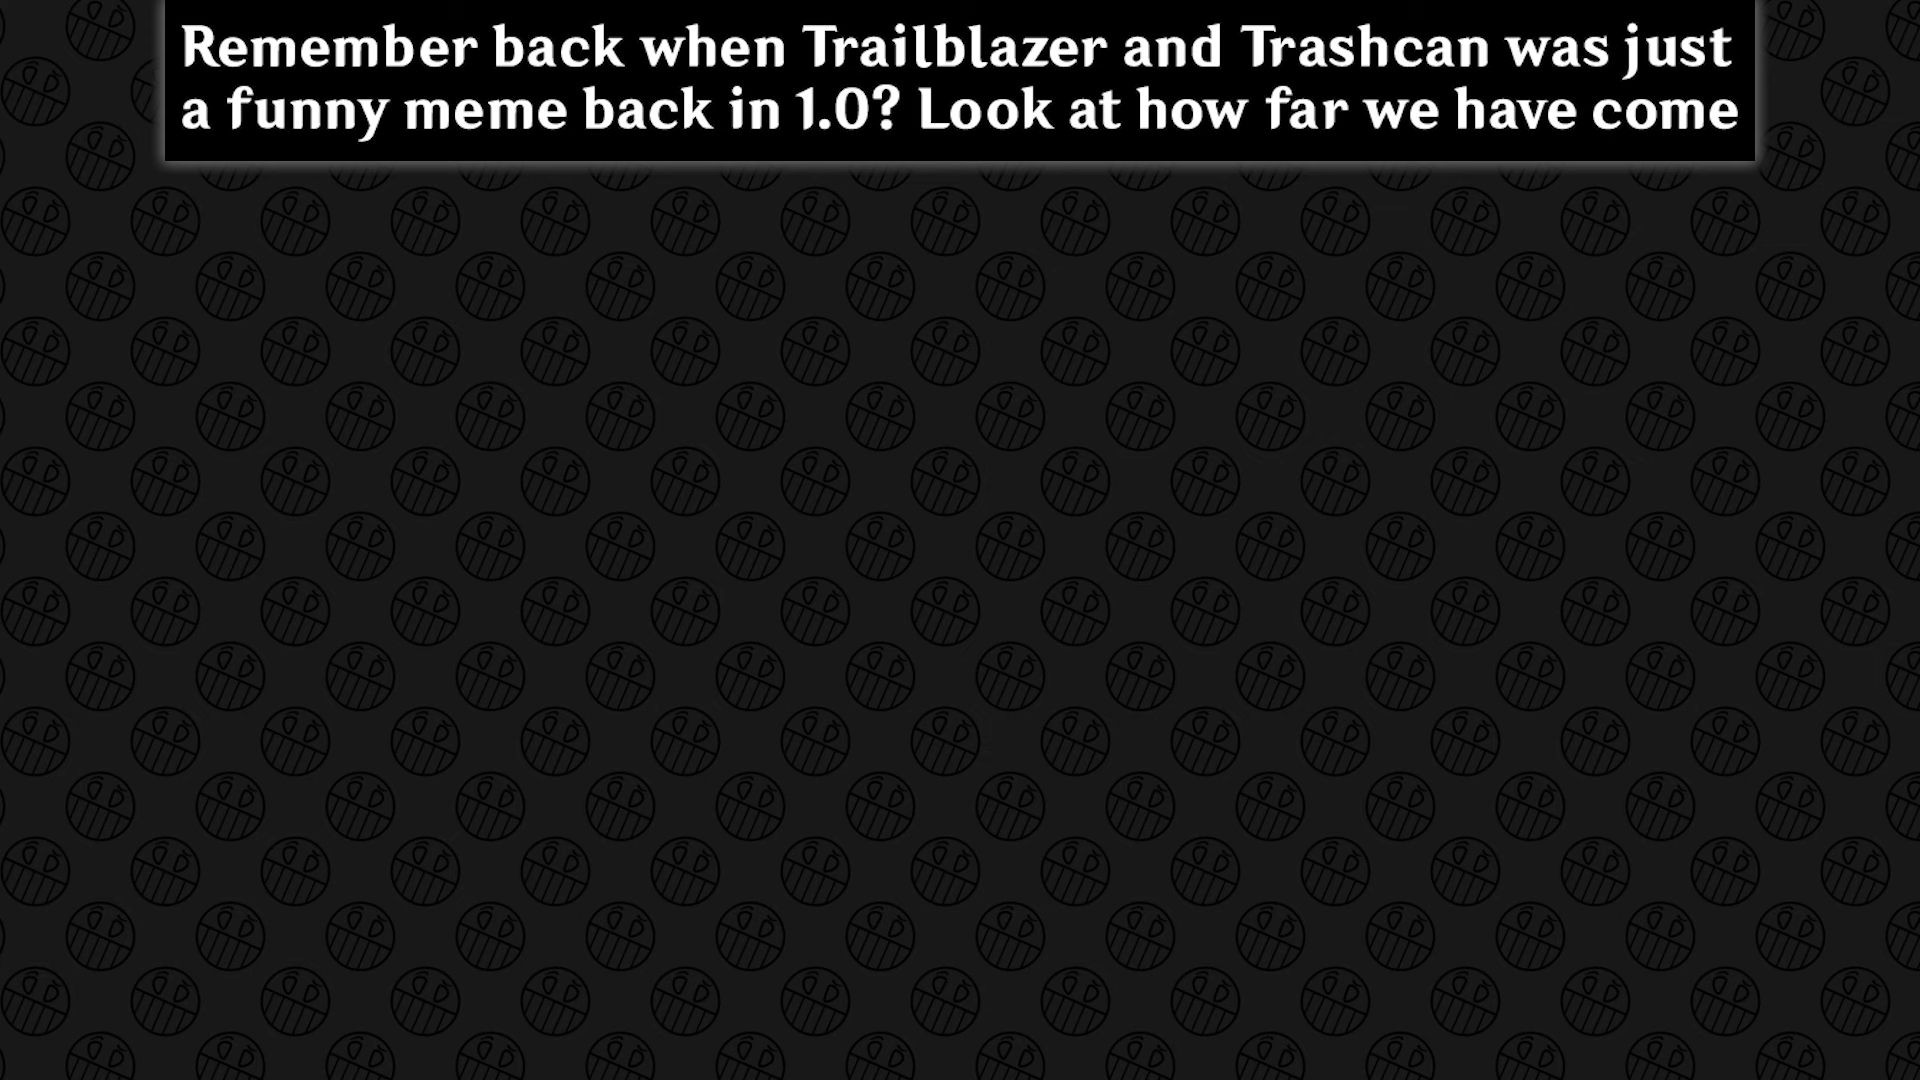 Remember back when Trailblazer and Trashcan was just
a funny meme back in 1.0? Look at how far we have come